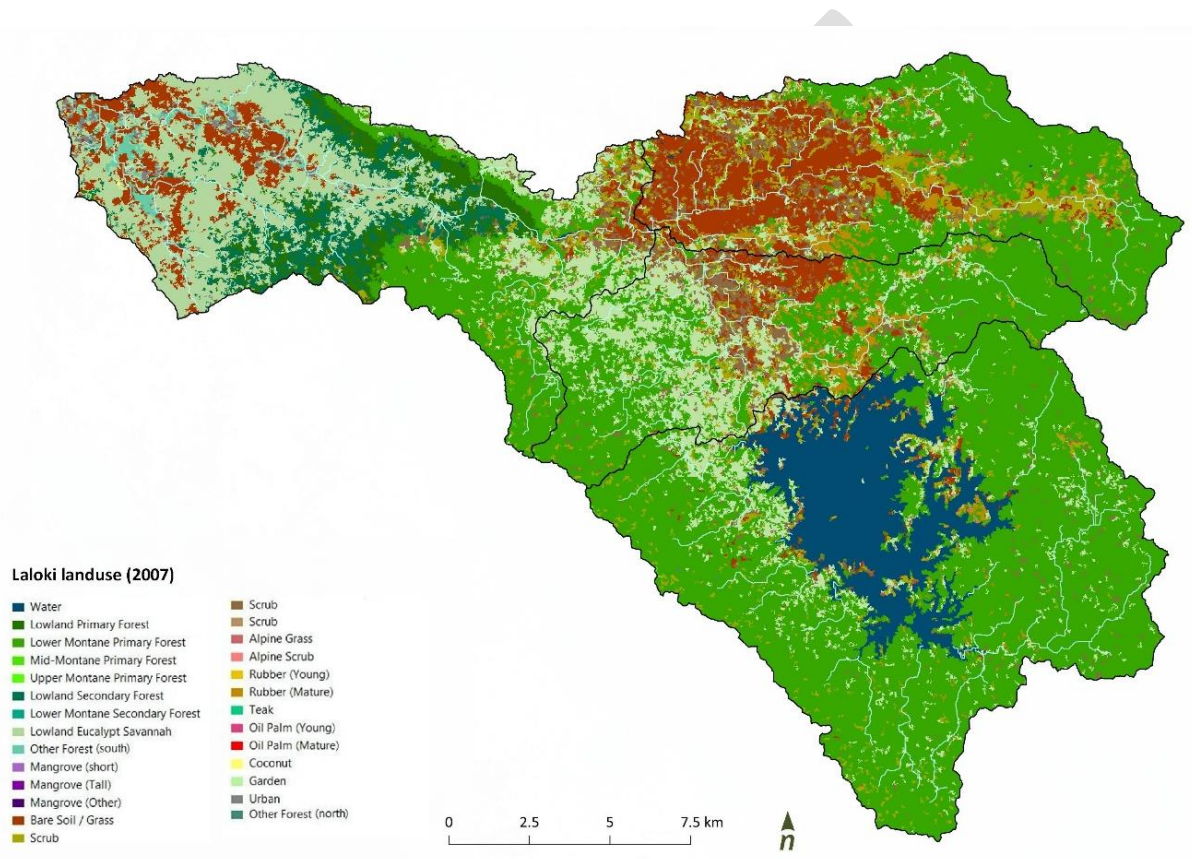 Laloki landuse (2007)
Water
Lowland Primary Forest
Lower Montane Primary Forest
Mid-Montane Primary Forest
Upper Montane Primary Forest
Lowland Secondary Forest
Lower Montane Secondary Forest
Lowland Eucalypt Savannah
Other Forest (south)
Mangrove (short)
Mangrove (Tall)
Mangrove (Other)
Bare Soil / Grass
Scrub
Scrub
Scrub
Alpine Grass
Alpine Scrub
Rubber (Young)
Rubber (Mature)
Teak
Oil Palm (Young)
Oil Palm (Mature)
Coconut
Garden
Urban
Other Forest (north)
0 2.5 5 7.5 km
n